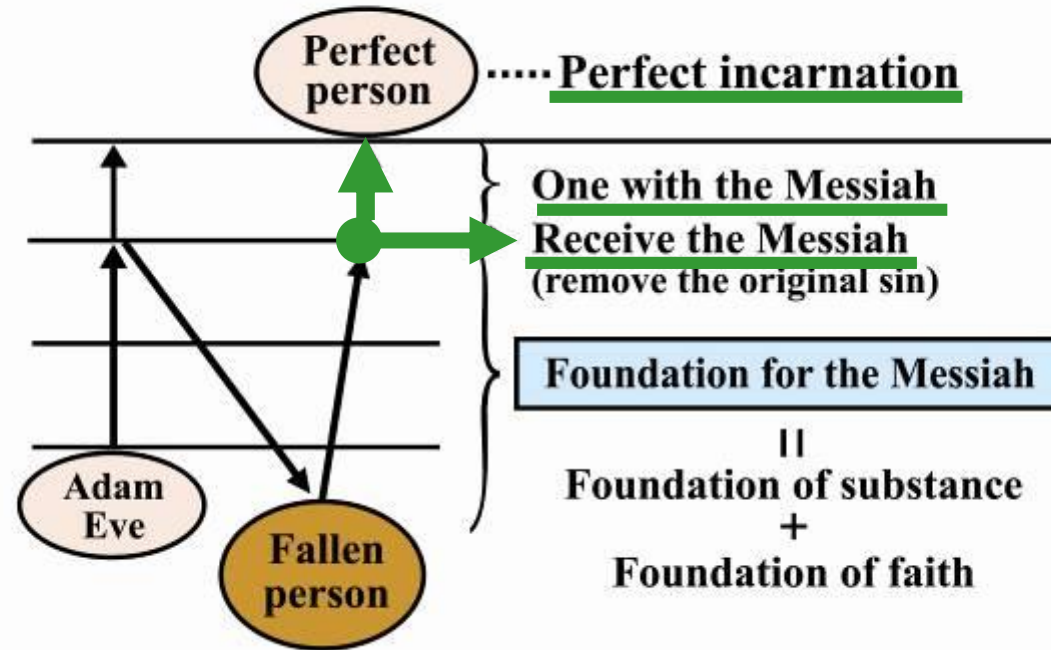 Perfect
person
Perfect incarnation
One with the Messiah
Receive the Messiah
(remove the original sin)
Foundation for the Messiah
=
Foundation of substance
+
Foundation of faith
Adam
Eve
Fallen
person